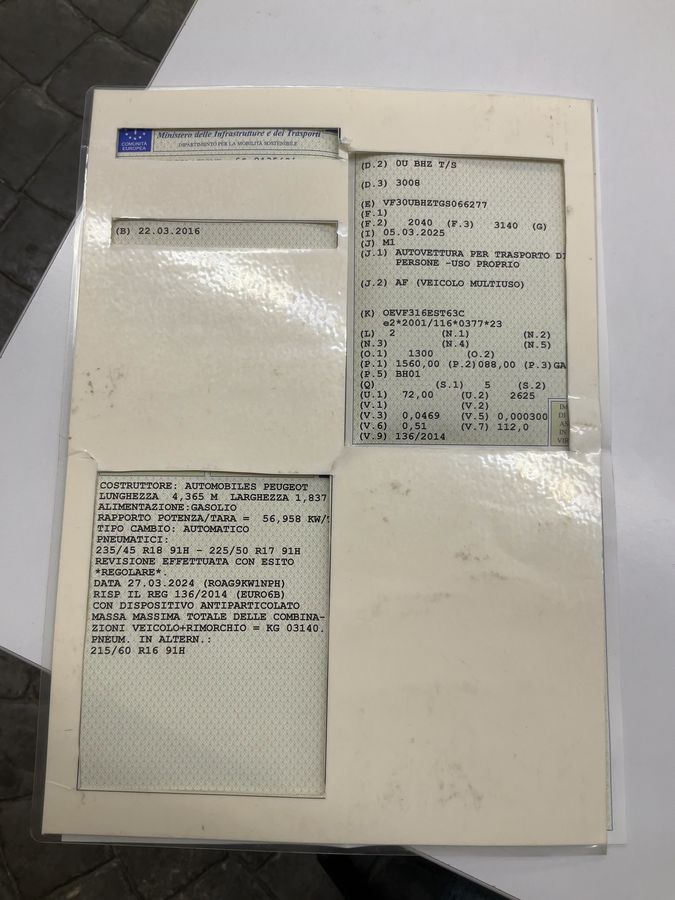 COMUNITÀ
EUROPEA
Ministero delle Infrastrutture e dei Trasporti
DIPARTIMENTO PER LA MOBILITÀ SOSTENIBILE
(B) 22.03.2016
(D.2) 0U BHZ T/S
(D.3) 3008
(E) VF30UBHZTGS066277
(F.1)
(F.2) 2040 (F.3) 3140 (G)
(I) 05.03.2025
(J) M1
(J.1) AUTOVETTURA PER TRASPORTO DI
PERSONE -USO PROPRIO
(J.2) AF (VEICOLO MULTIUSO)
(K) OEVF316EST63C
e2*2001/116*0377*23
(L) 2 (N.1) (N.2)
(N.3) (N.4) (N.5)
(O.1) 1300 (O.2)
(P.1) 1560,00 (P.2)088,00 (P.3)GA
(P.5) BH01
(Q) (S.1) 5 (S.2)
(U.1) 72,00 (U.2) 2625
(V.1) (V.2)
(V.3) 0,0469 (V.5) 0,000300
(V.6) 0,51 (V.7) 112,0
(V.9) 136/2014
IM
DI
AS
IN
VIR
COSTRUTTORE: AUTOMOBILES PEUGEOT
LUNGHEZZA 4,365 M LARGHEZZA 1,837
ALIMENTAZIONE:GASOLIO
RAPPORTO POTENZA/TARA = 56,958 KW/T
TIPO CAMBIO: AUTOMATICO
PNEUMATICI:
235/45 R18 91H - 225/50 R17 91H
REVISIONE EFFETTUATA CON ESITO
*REGOLARE*.
DATA 27.03.2024 (ROAG9KW1NPH)
RISP IL REG 136/2014 (EURO6B)
CON DISPOSITIVO ANTIPARTICOLATO
MASSA MASSIMA TOTALE DELLE COMBINA-
ZIONI VEICOLO+RIMORCHIO = KG 03140.
PNEUM. IN ALTERN.:
215/60 R16 91H